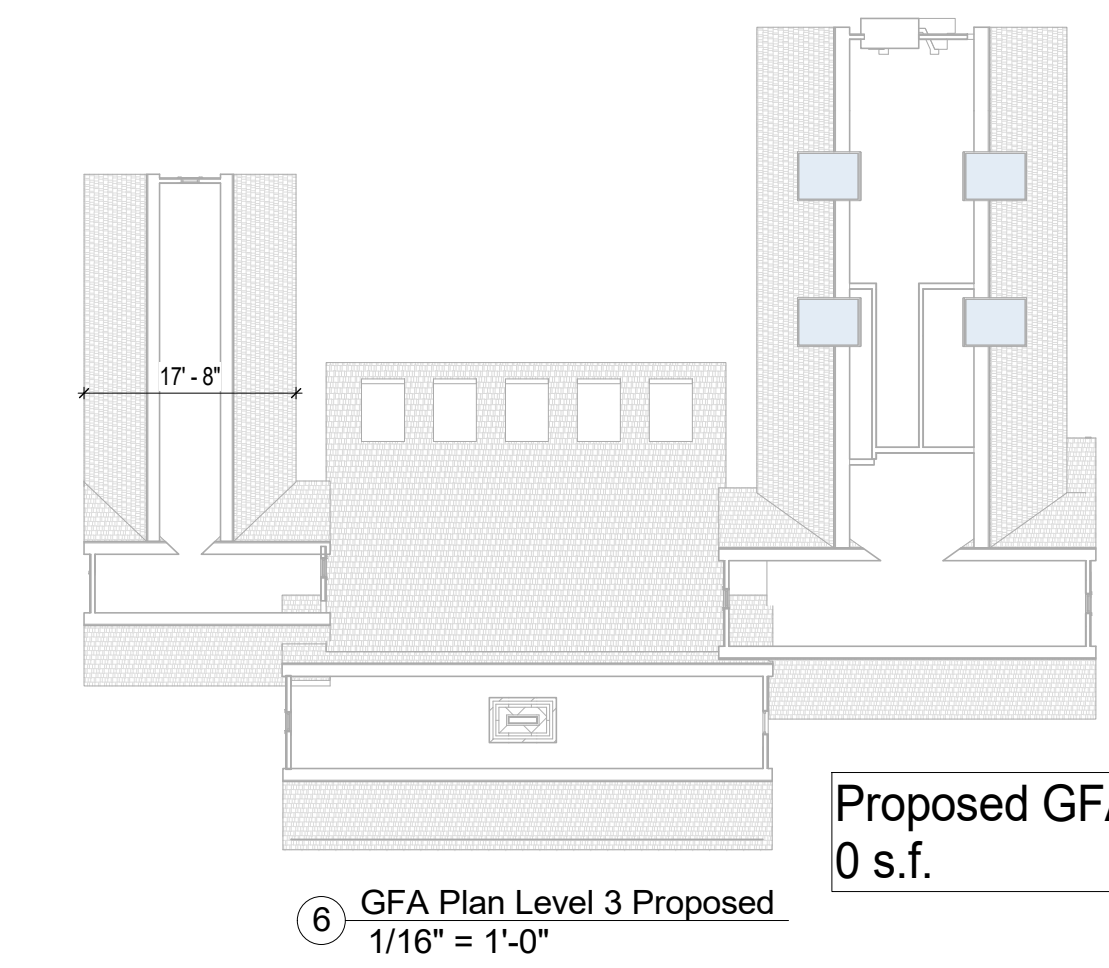 17' - 8"
Proposed GF
0 s.f.
6
GFA Plan Level 3 Proposed
1/16" = 1'-0"